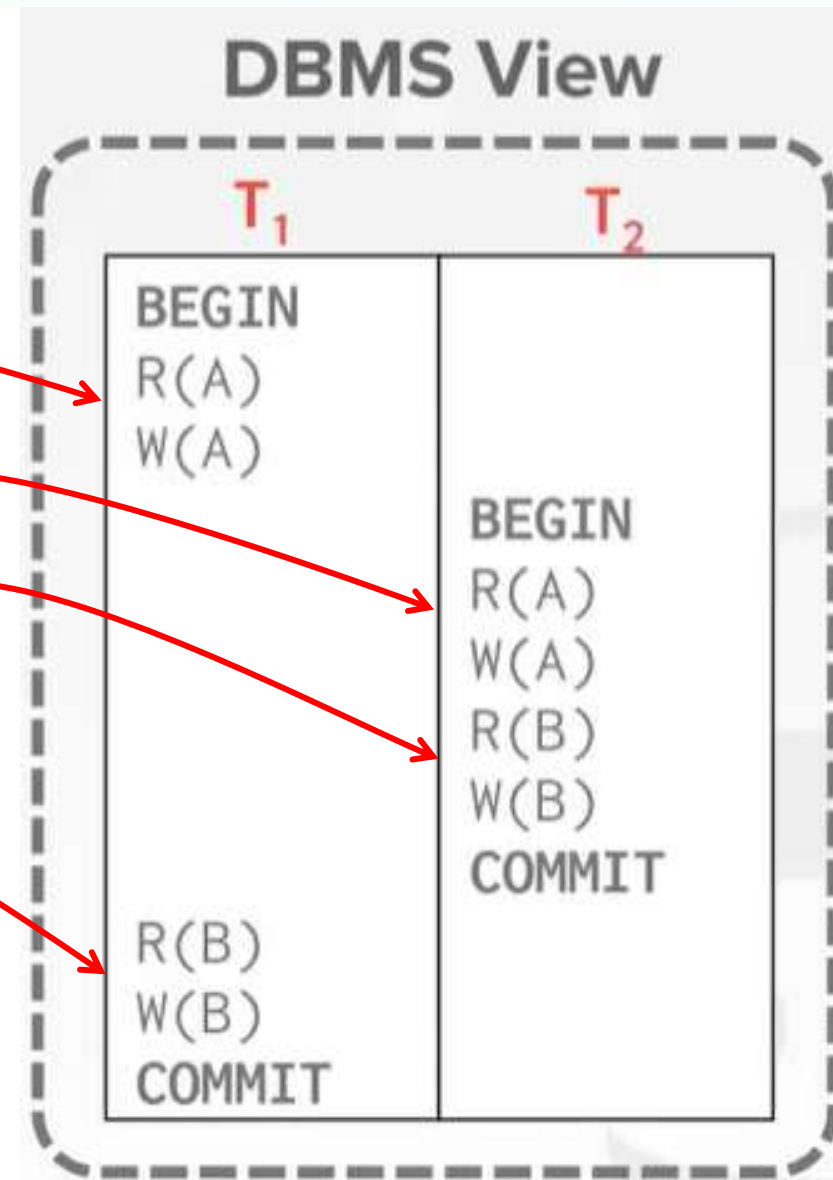 DBMS View
T₁ T₂
BEGIN
R(A)
W(A)
BEGIN
R(A)
W(A)
R(B)
W(B)
COMMIT
R(B)
W(B)
COMMIT